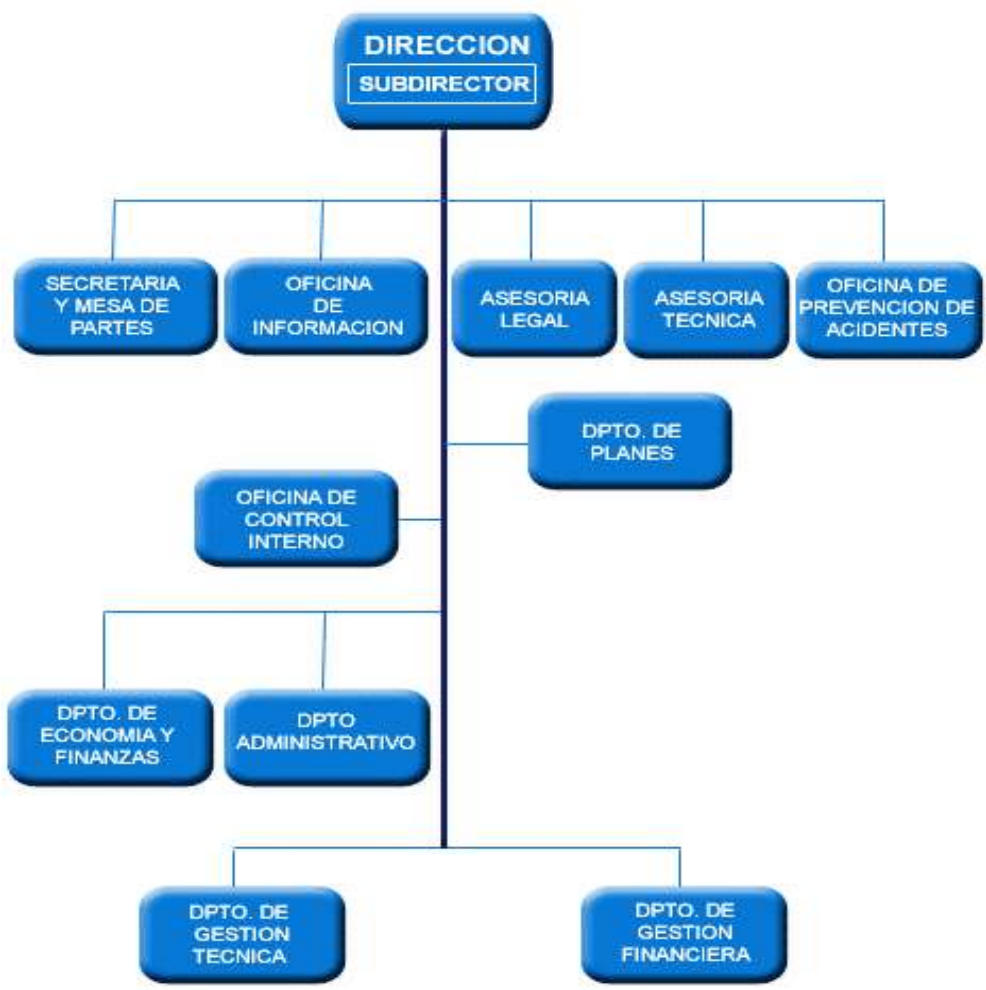 DIRECCION
SUBDIRECTOR
SECRETARIA
Y MESA DE
PARTES
OFICINA
DE
INFORMACION
ASESORIA
LEGAL
ASESORIA
TECNICA
OFICINA DE
PREVENCION DE
ACIDENTES
DPTO. DE
PLANES
OFICINA DE
CONTROL
INTERNO
DPTO. DE
ECONOMIA Y
FINANZAS
DPTO
ADMINISTRATIVO
DPTO. DE
GESTION
TECNICA
DPTO. DE
GESTION
FINANCIERA